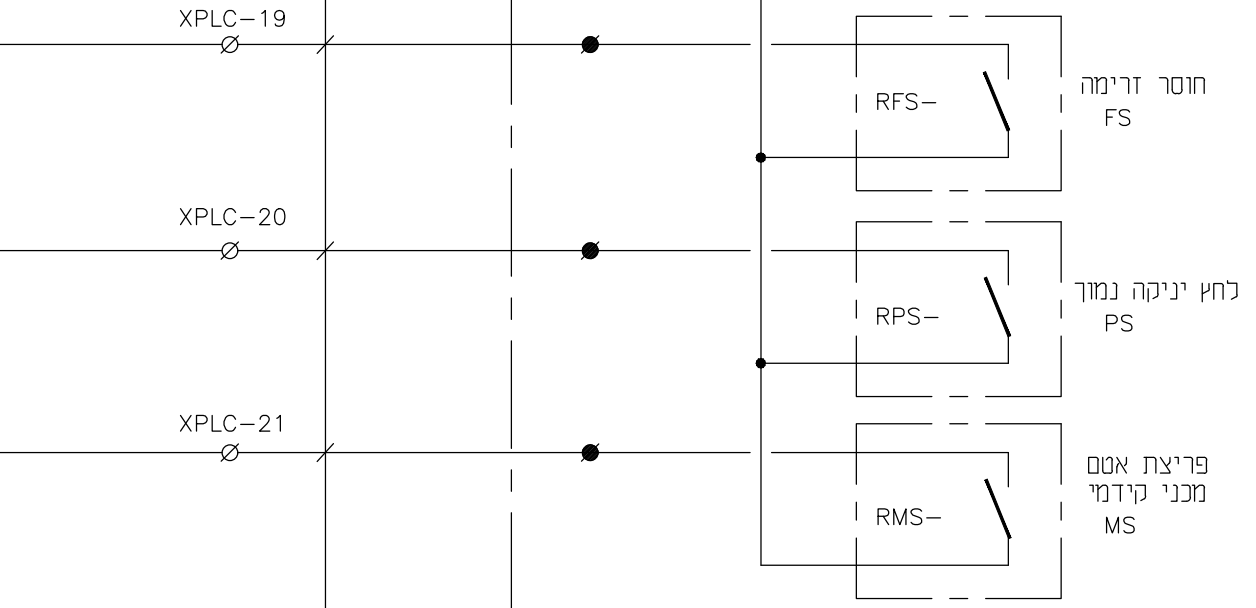 XPLC-19
RFS-
חוסר זרימה
FS
XPLC-20
RPS-
לחץ יניקה נמוך
PS
XPLC-21
RMS-
פריצת אטם
מכני קידמי
MS